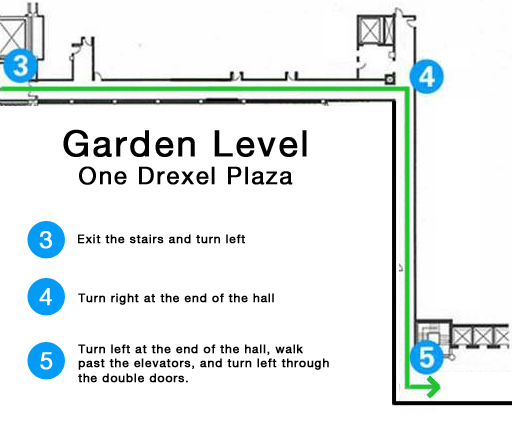 3
4
Garden Level
One Drexel Plaza
3 Exit the stairs and turn left
4 Turn right at the end of the hall
5 Turn left at the end of the hall, walk
past the elevators, and turn left through
the double doors.
5